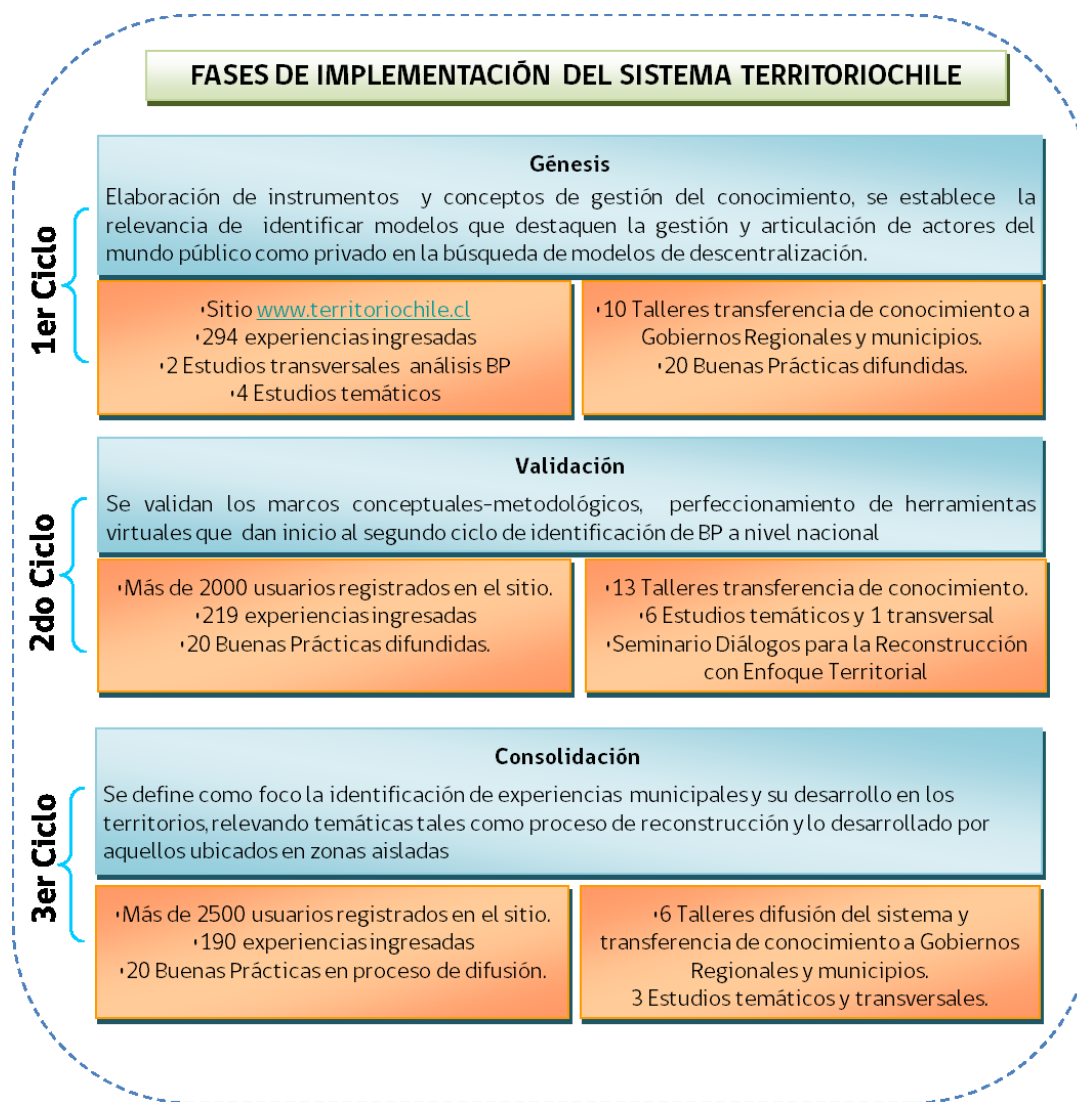 FASES DE IMPLEMENTACIÓN DEL SISTEMA TERRITORIOCHILE
1er Ciclo
Génesis
Elaboración de instrumentos y conceptos de gestión del conocimiento, se establece la
relevancia de identificar modelos que destaquen la gestión y articulación de actores del
mundo público como privado en la búsqueda de modelos de descentralización.
•Sitio www.territoriochile.cl
•294 experiencias ingresadas
•2 Estudios transversales análisis BP
•4 Estudios temáticos
•10 Talleres transferencia de conocimiento a
Gobiernos Regionales y municipios.
•20 Buenas Prácticas difundidas.
2do Ciclo
Validación
Se validan los marcos conceptuales-metodológicos, perfeccionamiento de herramientas
virtuales que dan inicio al segundo ciclo de identificación de BP a nivel nacional
•Más de 2000 usuarios registrados en el sitio.
•219 experiencias ingresadas
•20 Buenas Prácticas difundidas.
•13 Talleres transferencia de conocimiento.
•6 Estudios temáticos y 1 transversal
•Seminario Diálogos para la Reconstrucción
con Enfoque Territorial
3er Ciclo
Consolidación
Se define como foco la identificación de experiencias municipales y su desarrollo en los
territorios, relevando temáticas tales como proceso de reconstrucción y lo desarrollado por
aquellos ubicados en zonas aisladas
•Más de 2500 usuarios registrados en el sitio.
•190 experiencias ingresadas
•20 Buenas Prácticas en proceso de difusión.
•6 Talleres difusión del sistema y
transferencia de conocimiento a Gobiernos
Regionales y municipios.
3 Estudios temáticos y transversales.